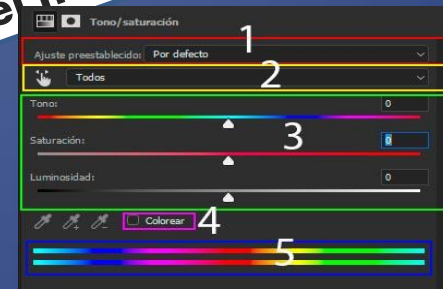 Tono/saturación
1
Ajuste preestablecido: Por defecto
2
Todos
Tono: 0
3
Saturación: 0
Luminosidad: 0
Colorear 4
5